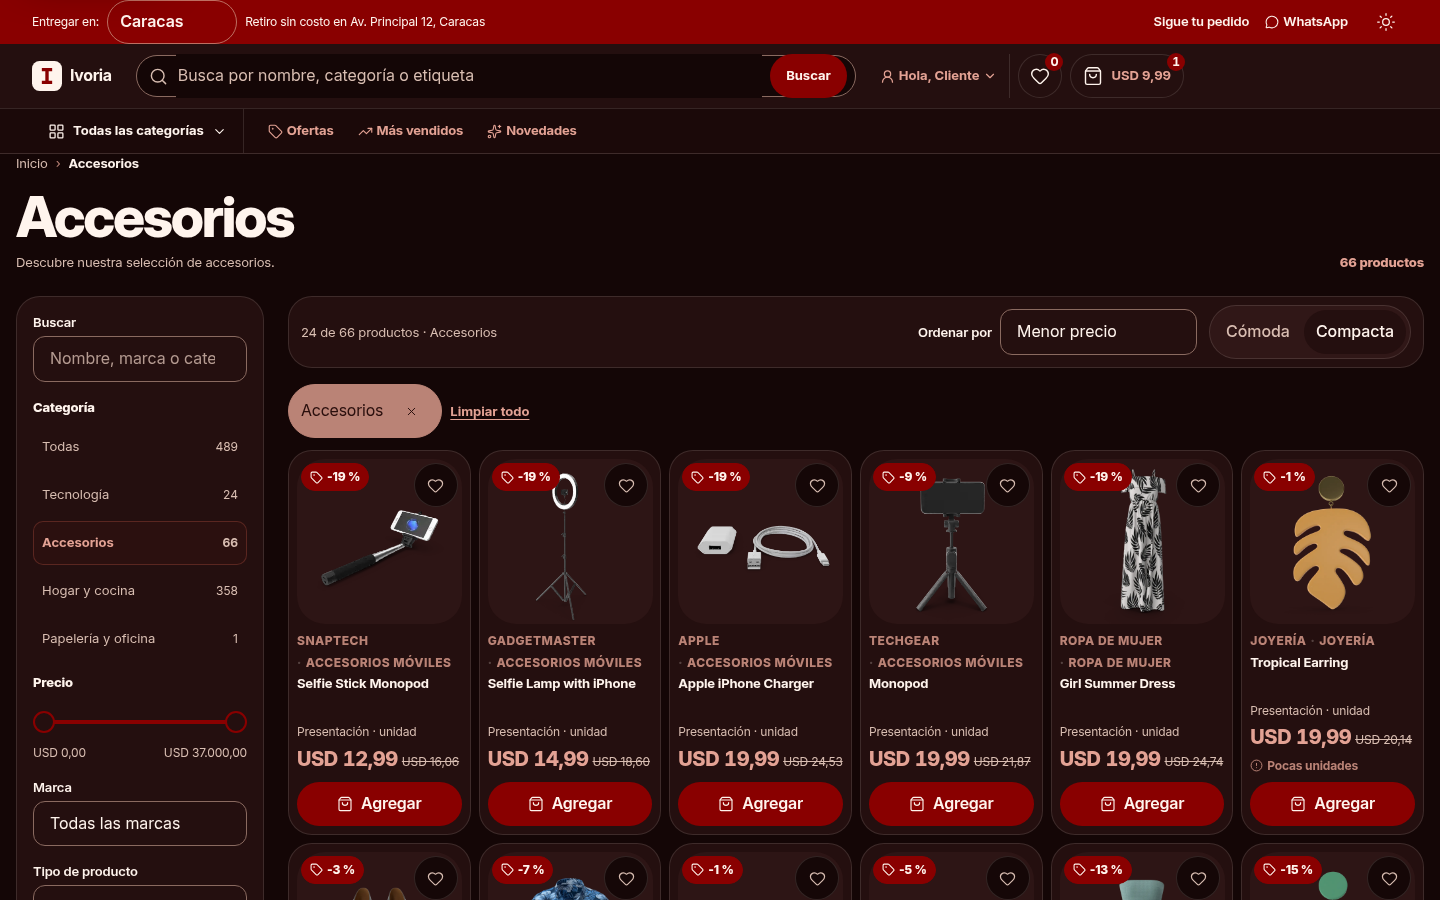 Entregar en: Caracas Retiro sin costo en Av. Principal 12, Caracas Sigue tu pedido WhatsApp
I Ivoria Busca por nombre, categoría o etiqueta Buscar Hola, Cliente 0 USD 9,99 1
Todas las categorías Ofertas Más vendidos Novedades
Inicio › Accesorios
Accesorios
Descubre nuestra selección de accesorios. 66 productos
Buscar
Nombre, marca o cate
Categoría
Todas 489
Tecnología 24
Accesorios 66
Hogar y cocina 358
Papelería y oficina 1
Precio
USD 0,00 USD 37.000,00
Marca
Todas las marcas
Tipo de producto
24 de 66 productos · Accesorios Ordenar por Menor precio Cómoda Compacta
Accesorios × Limpiar todo
-19 %
SNAPTECH
· ACCESORIOS MÓVILES
Selfie Stick Monopod
Presentación · unidad
USD 12,99 USD 16,06
Agregar
-19 %
GADGETMASTER
· ACCESORIOS MÓVILES
Selfie Lamp with iPhone
Presentación · unidad
USD 14,99 USD 18,60
Agregar
-19 %
APPLE
· ACCESORIOS MÓVILES
Apple iPhone Charger
Presentación · unidad
USD 19,99 USD 24,53
Agregar
-9 %
TECHGEAR
· ACCESORIOS MÓVILES
Monopod
Presentación · unidad
USD 19,99 USD 21,87
Agregar
-19 %
ROPA DE MUJER
· ROPA DE MUJER
Girl Summer Dress
Presentación · unidad
USD 19,99 USD 24,74
Agregar
-1 %
JOYERÍA · JOYERÍA
Tropical Earring
Presentación · unidad
USD 19,99 USD 20,14
Pocas unidades
Agregar
-3 %
-7 %
-1 %
-5 %
-13 %
-15 %